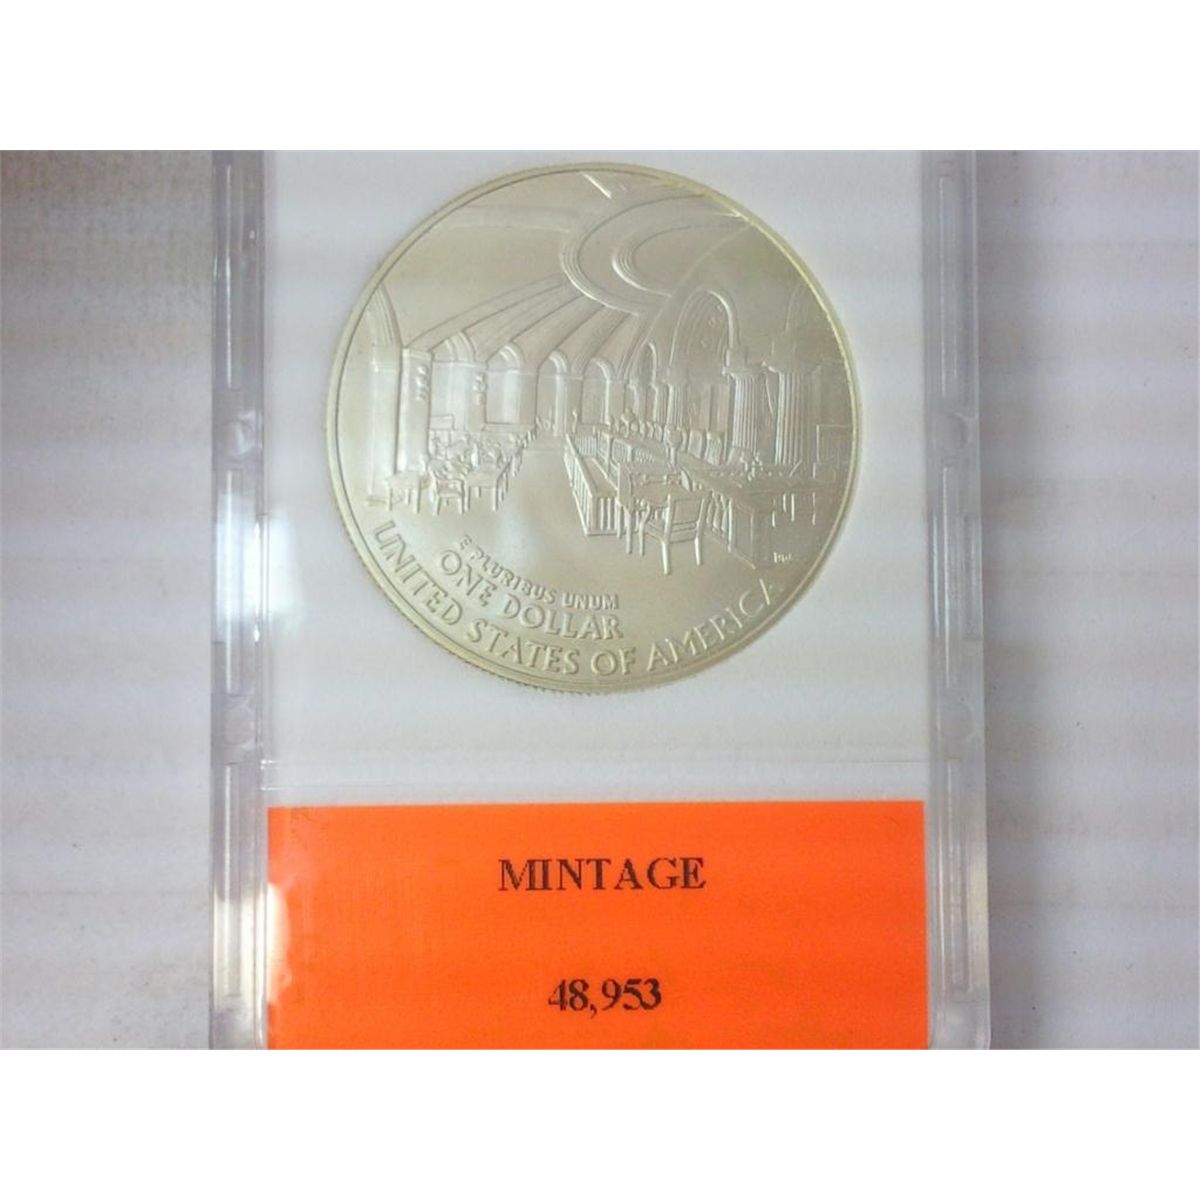 E PLURIBUS UNUM
ONE DOLLAR
UNITED STATES OF AMERICA
MINTAGE
48,953